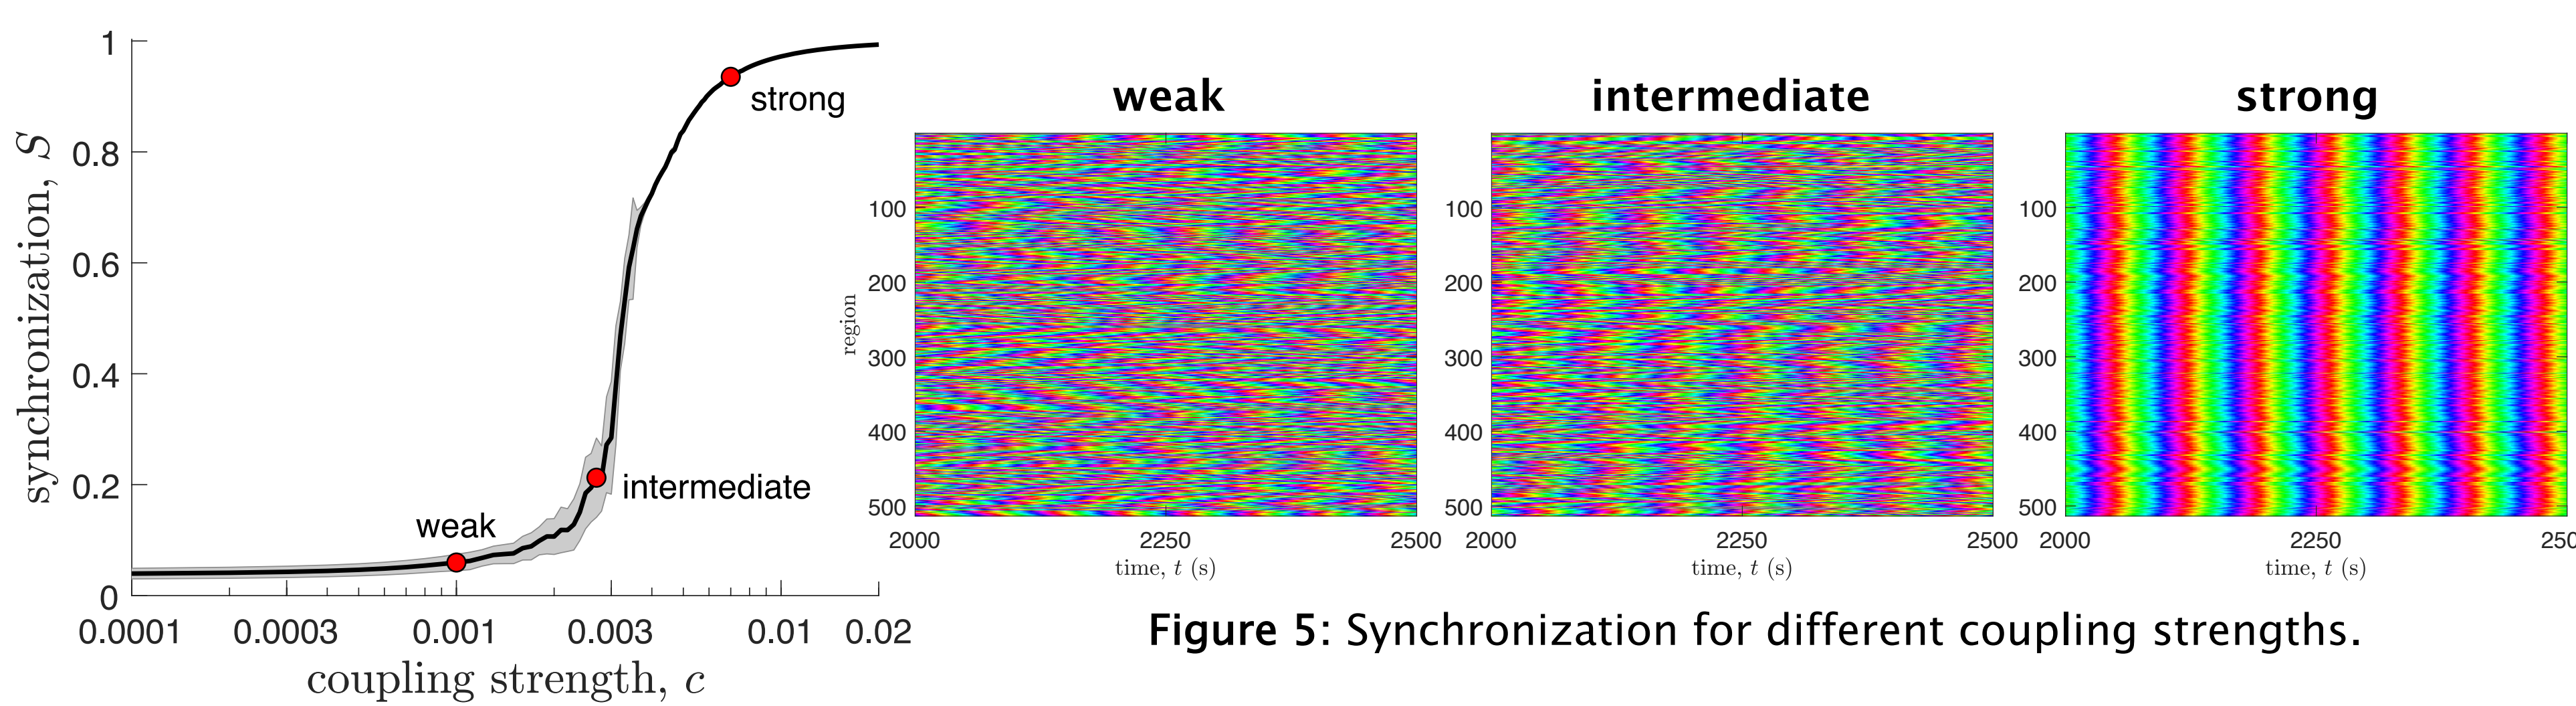 1
0.8
0.6
0.4
0.2
0
synchronization, S
strong
intermediate
weak
0.0001 0.0003 0.001 0.003 0.01 0.02
coupling strength, c
weak
100
200
300
400
500
region
2000 2250 2500
time, t (s)
intermediate
100
200
300
400
500
2000 2250 2500
time, t (s)
strong
100
200
300
400
500
2000 2250 250
time, t (s)
Figure 5: Synchronization for different coupling strengths.